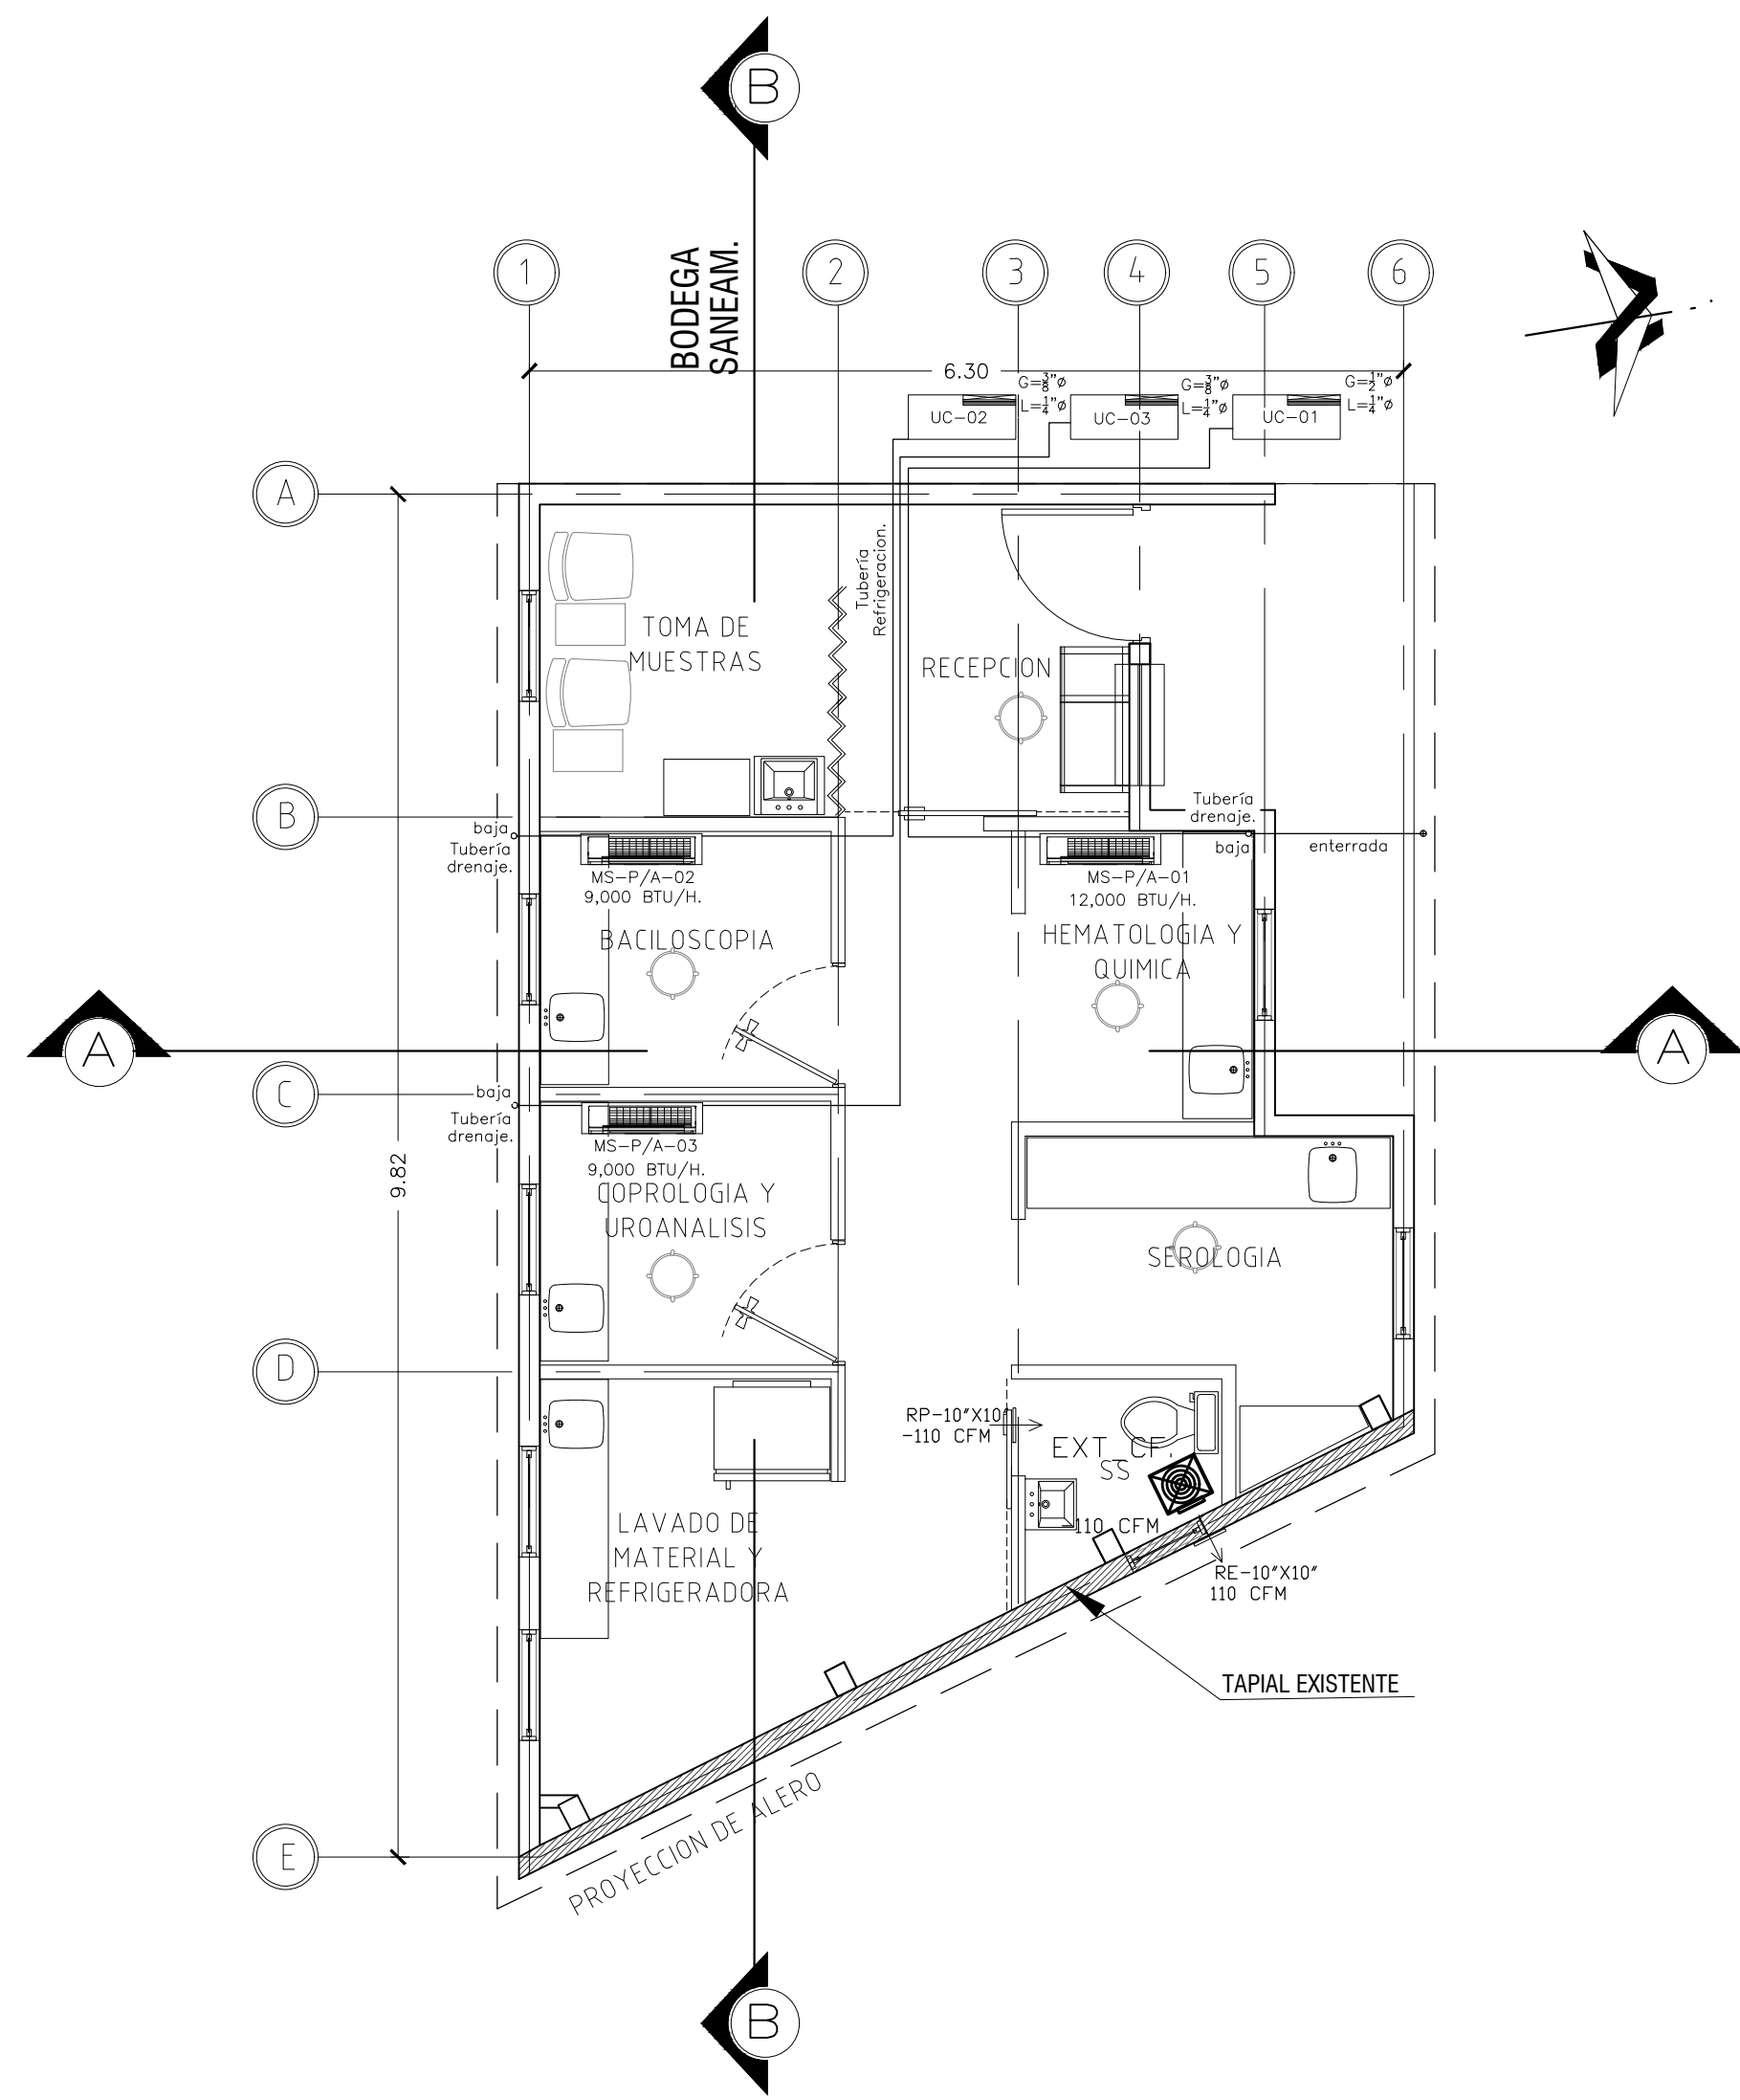 B
BODEGA
SANEAM.
1
2
3
4
5
6
6.30
G=3/8"ø
L=1/4"ø
G=3/8"ø
L=1/4"ø
G=1/2"ø
L=1/4"ø
UC-02
UC-03
UC-01
A
Tubería
Refrigeracion.
TOMA DE
MUESTRAS
RECEPCION
B
baja
Tubería
drenaje.
Tubería
drenaje.
baja
enterrada
MS-P/A-02
9,000 BTU/H.
MS-P/A-01
12,000 BTU/H.
BACILOSCOPIA
HEMATOLOGIA Y
QUIMICA
A
A
C
baja
Tubería
drenaje.
MS-P/A-03
9,000 BTU/H.
9.82
COPROLOGIA Y
UROANALISIS
SEROLOGIA
D
RP-10"X10"
-110 CFM
EXT_CF.
SS
110 CFM
LAVADO DE
MATERIAL Y
REFRIGERADORA
RE-10"X10"
110 CFM
TAPIAL EXISTENTE
PROYECCION DE ALERO
E
B